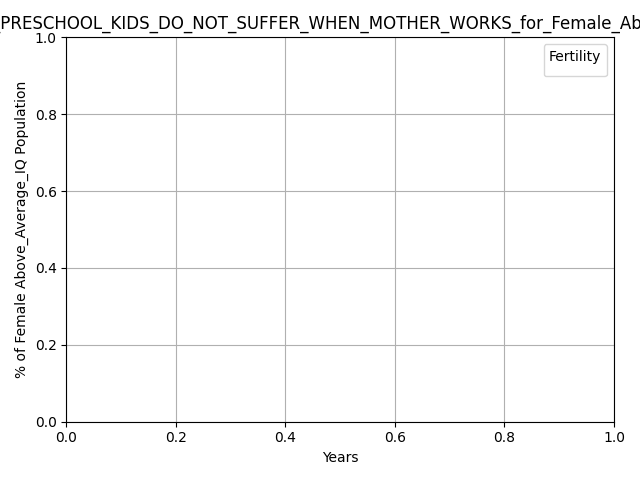 _PRESCHOOL_KIDS_DO_NOT_SUFFER_WHEN_MOTHER_WORKS_for_Female_Ab
Fertility
1.0
0.8
0.6
0.4
0.2
0.0
% of Female Above_Average_IQ Population
0.0 0.2 0.4 0.6 0.8 1.0
Years